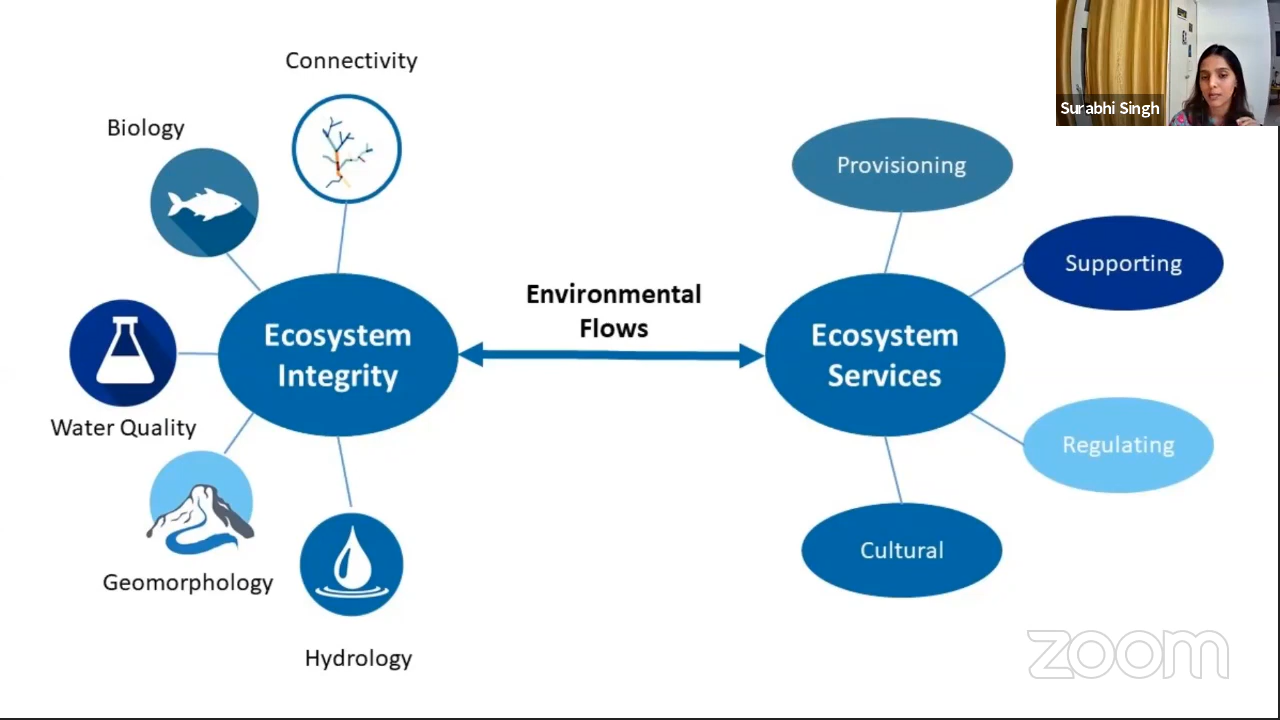 Connectivity
Biology
Surabhi Singh
Provisioning
Supporting
Environmental
Flows
Ecosystem
Integrity
Ecosystem
Services
Water Quality
Regulating
Geomorphology
Cultural
Hydrology
zoom